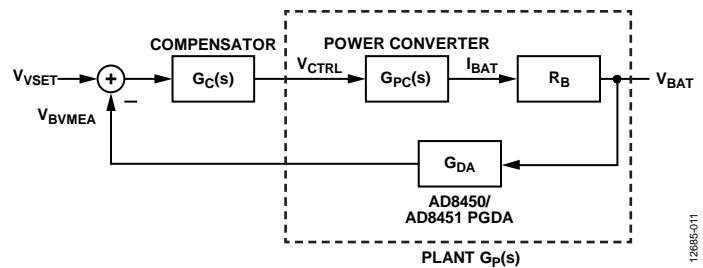 COMPENSATOR
POWER CONVERTER
V_VSET
+
−
G_C(s)
V_CTRL
G_PC(s)
I_BAT
R_B
V_BAT
V_BVMEA
G_DA
AD8450/
AD8451 PGDA
PLANT G_P(s)
12685-011